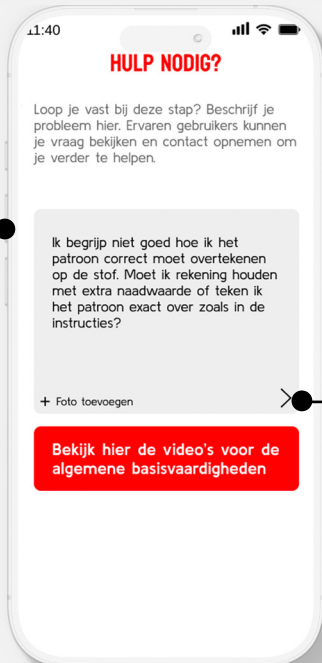 11:40
HULP NODIG?
Loop je vast bij deze stap? Beschrijf je
probleem hier. Ervaren gebruikers kunnen
je vraag bekijken en contact opnemen om
je verder te helpen.
Ik begrijp niet goed hoe ik het
patroon correct moet overtekenen
op de stof. Moet ik rekening houden
met extra naadwaarde of teken ik
het patroon exact over zoals in de
instructies?
+ Foto toevoegen
Bekijk hier de video's voor de
algemene basisvaardigheden